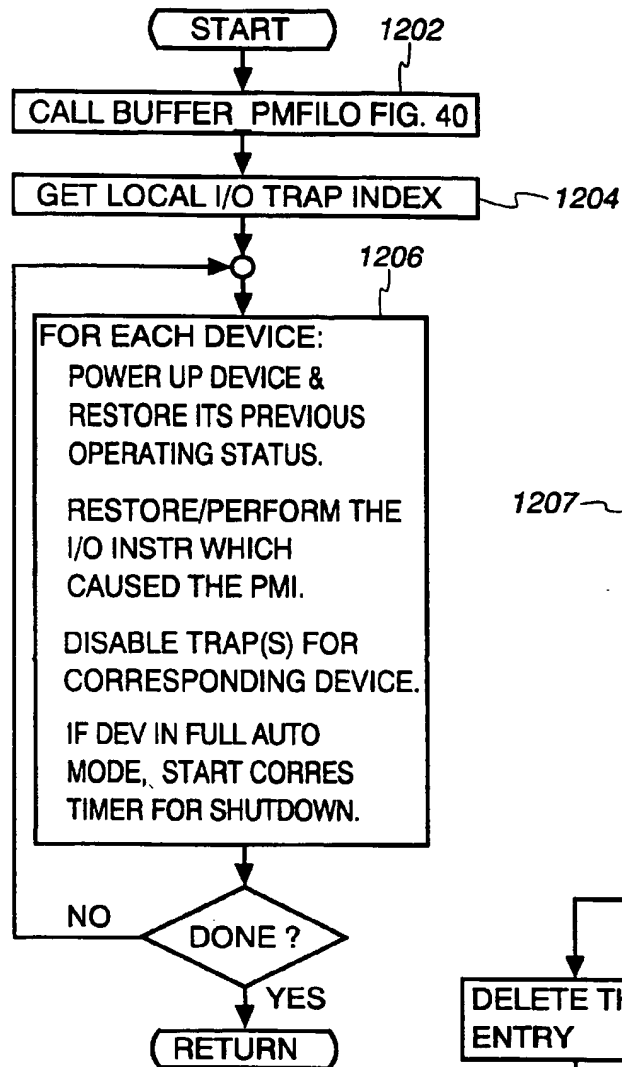 START
1202
CALL BUFFER PMFILO FIG. 40
GET LOCAL I/O TRAP INDEX
1204
1206
FOR EACH DEVICE:
POWER UP DEVICE &
RESTORE ITS PREVIOUS
OPERATING STATUS.
RESTORE/PERFORM THE
I/O INSTR WHICH
CAUSED THE PMI.
DISABLE TRAP(S) FOR
CORRESPONDING DEVICE.
IF DEV IN FULL AUTO
MODE, START CORRES
TIMER FOR SHUTDOWN.
1207
NO
DONE ?
YES
RETURN
DELETE TH
ENTRY